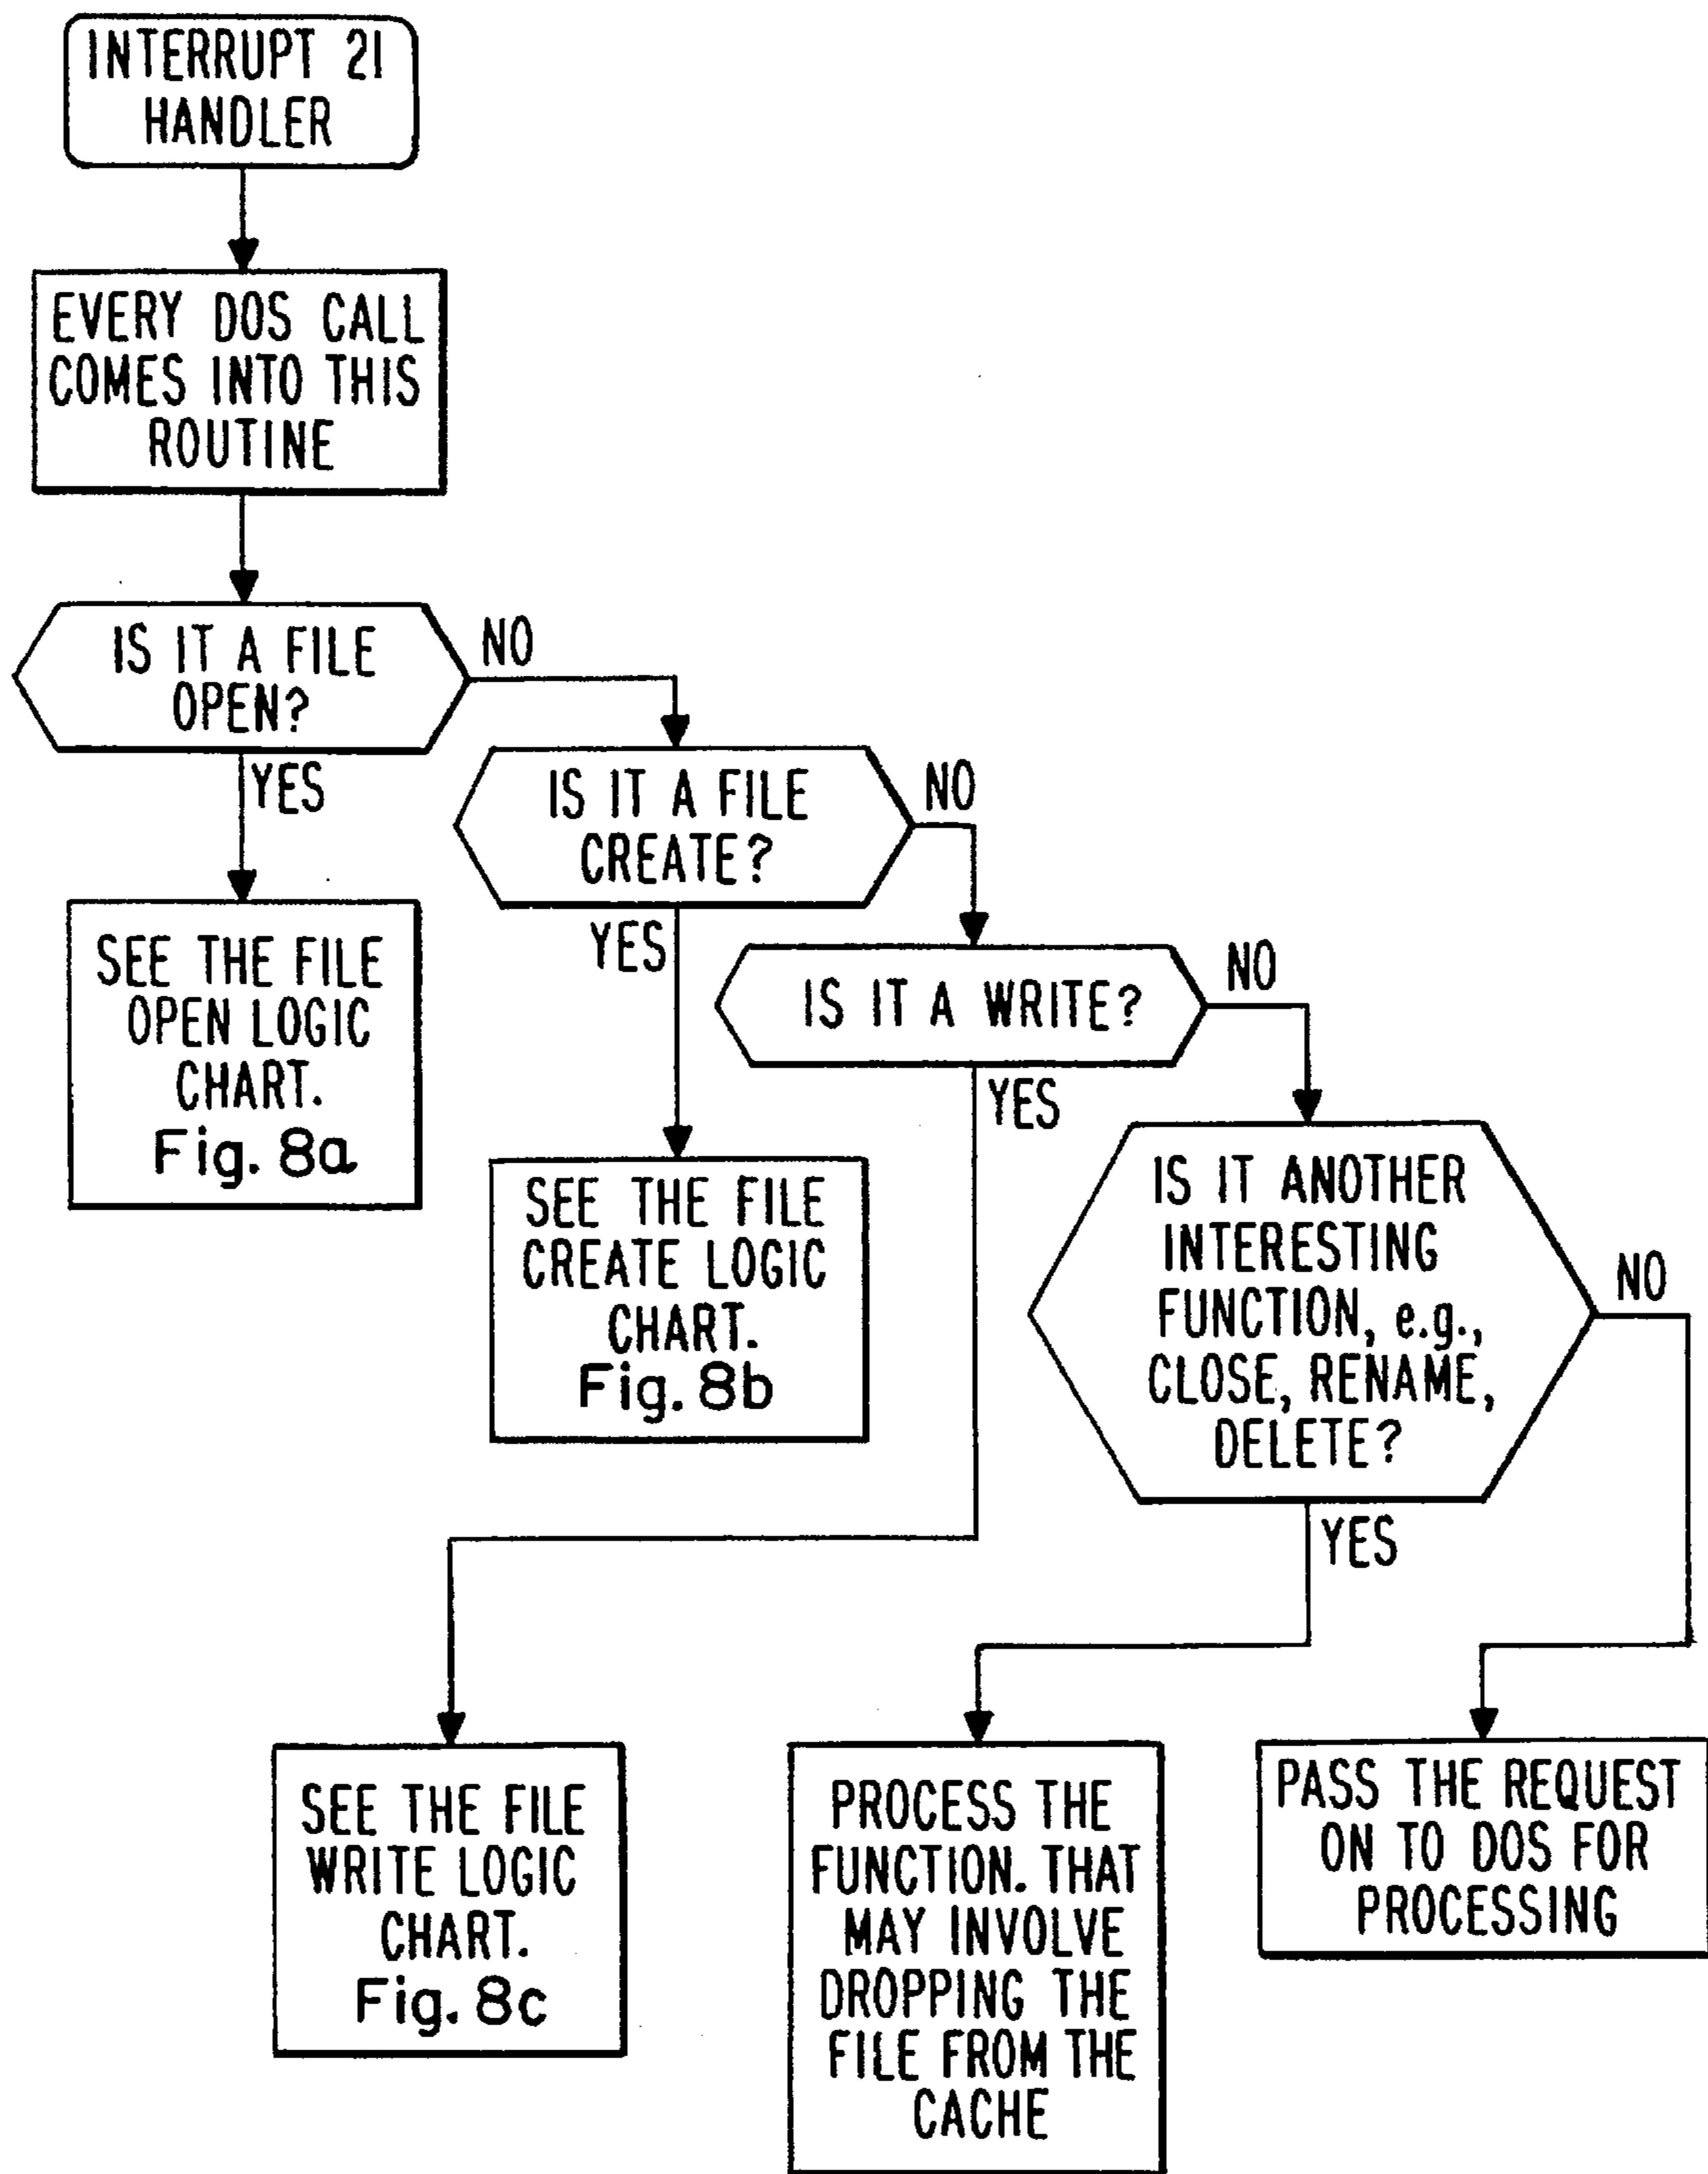 INTERRUPT 21
HANDLER
EVERY DOS CALL
COMES INTO THIS
ROUTINE
IS IT A FILE
OPEN?
NO
YES
SEE THE FILE
OPEN LOGIC
CHART.
Fig. 8a
IS IT A FILE
CREATE?
NO
YES
SEE THE FILE
CREATE LOGIC
CHART.
Fig. 8b
IS IT A WRITE?
NO
YES
SEE THE FILE
WRITE LOGIC
CHART.
Fig. 8c
IS IT ANOTHER
INTERESTING
FUNCTION, e.g.,
CLOSE, RENAME,
DELETE?
NO
YES
PROCESS THE
FUNCTION. THAT
MAY INVOLVE
DROPPING THE
FILE FROM THE
CACHE
PASS THE REQUEST
ON TO DOS FOR
PROCESSING